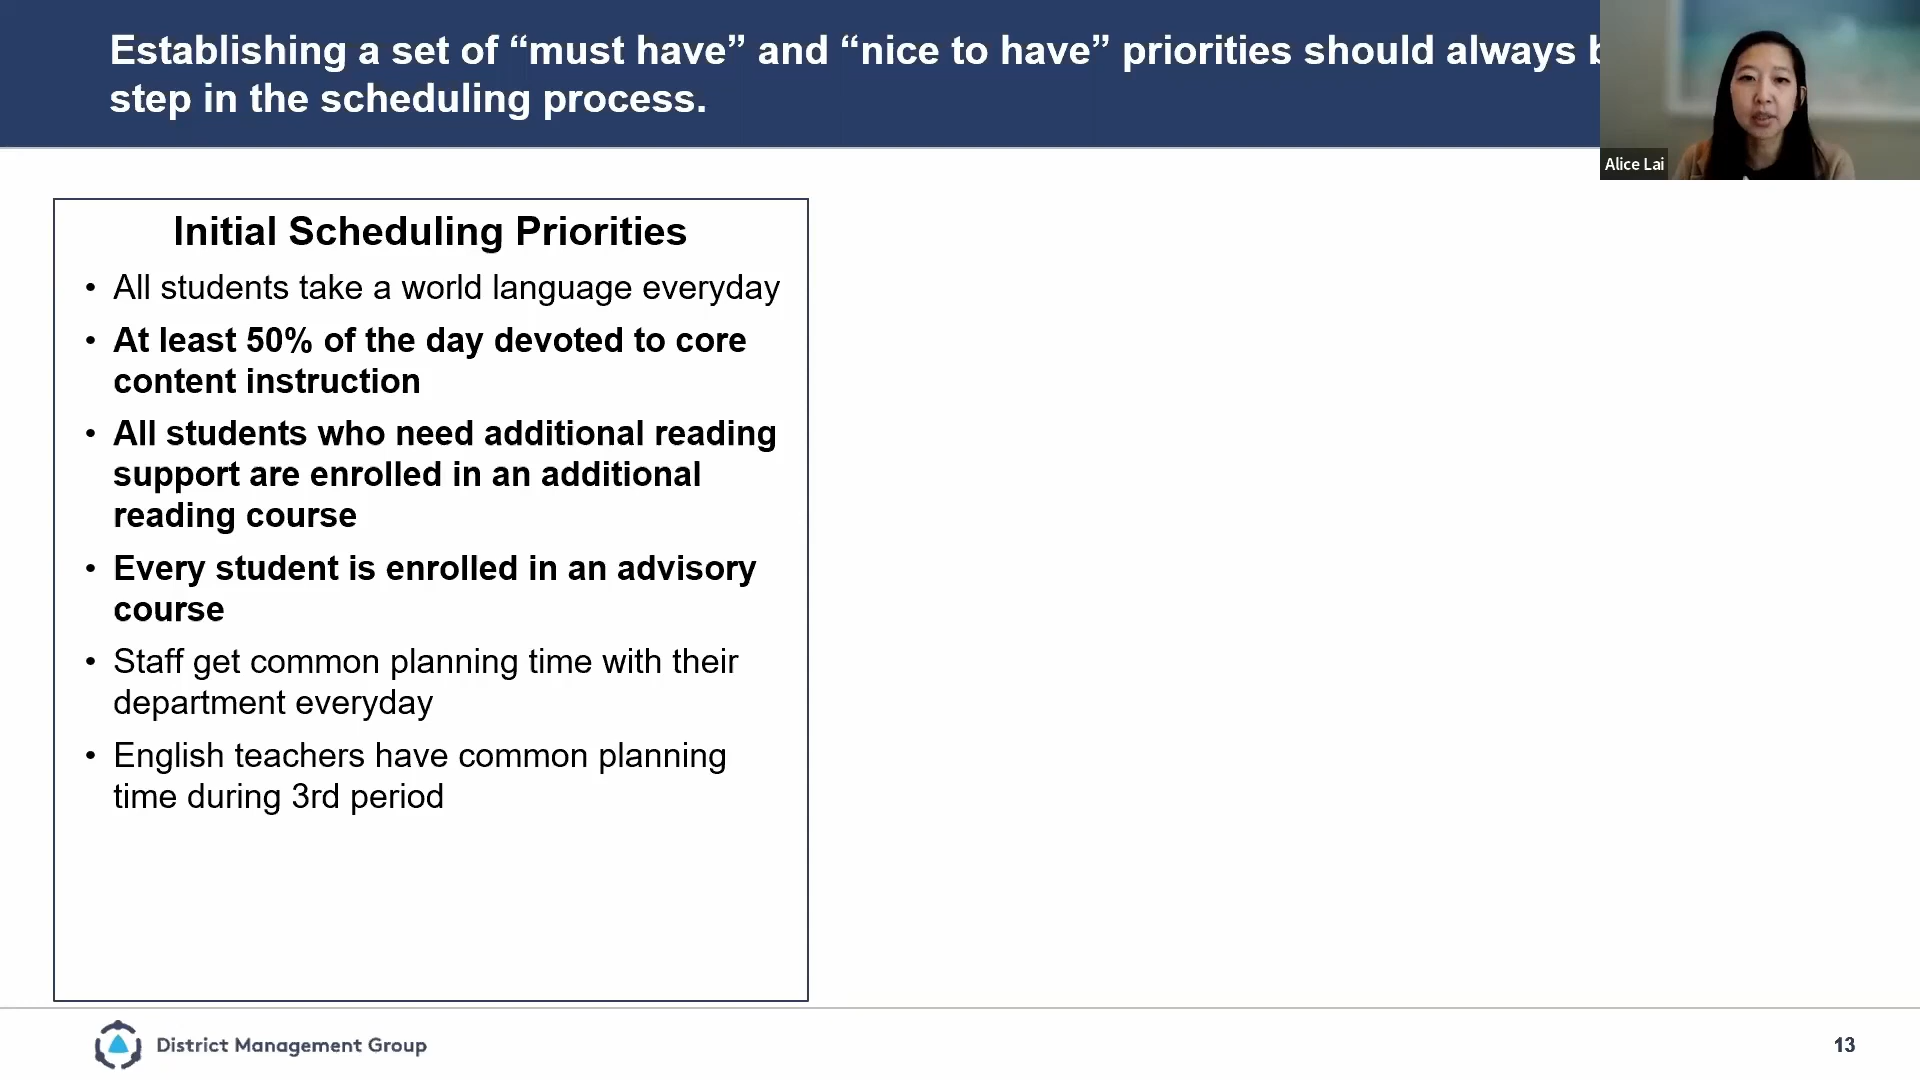 Establishing a set of “must have” and “nice to have” priorities should always
step in the scheduling process.
Alice Lai
Initial Scheduling Priorities
• All students take a world language everyday
• At least 50% of the day devoted to core
content instruction
• All students who need additional reading
support are enrolled in an additional
reading course
• Every student is enrolled in an advisory
course
• Staff get common planning time with their
department everyday
• English teachers have common planning
time during 3rd period
District Management Group
13